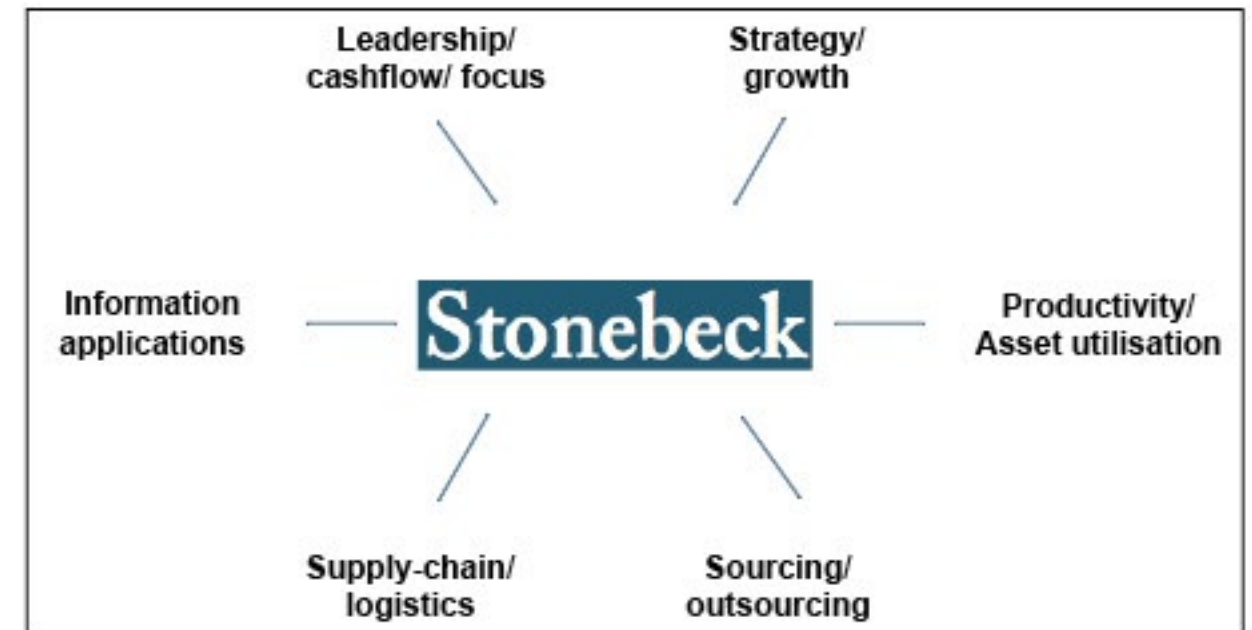 Leadership/
cashflow/ focus
Strategy/
growth
Information
applications
Stonebeck
Productivity/
Asset utilisation
Supply-chain/
logistics
Sourcing/
outsourcing